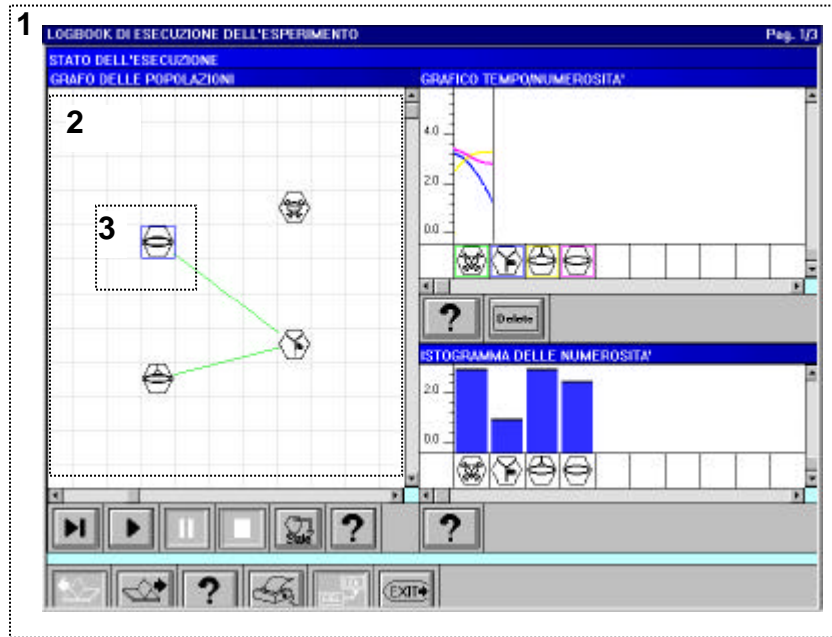 1
LOGBOOK DI ESECUZIONE DELL'ESPERIMENTO Pag. 1/3
STATO DELL'ESECUZIONE
GRAFO DELLE POPOLAZIONI
2
3
State
?
GRAFICO TEMPO/NUMEROSITA'
4.0
2.0
0.0
? Delete
ISTOGRAMMA DELLE NUMEROSITA'
2.0
0.0
?
?
EXIT